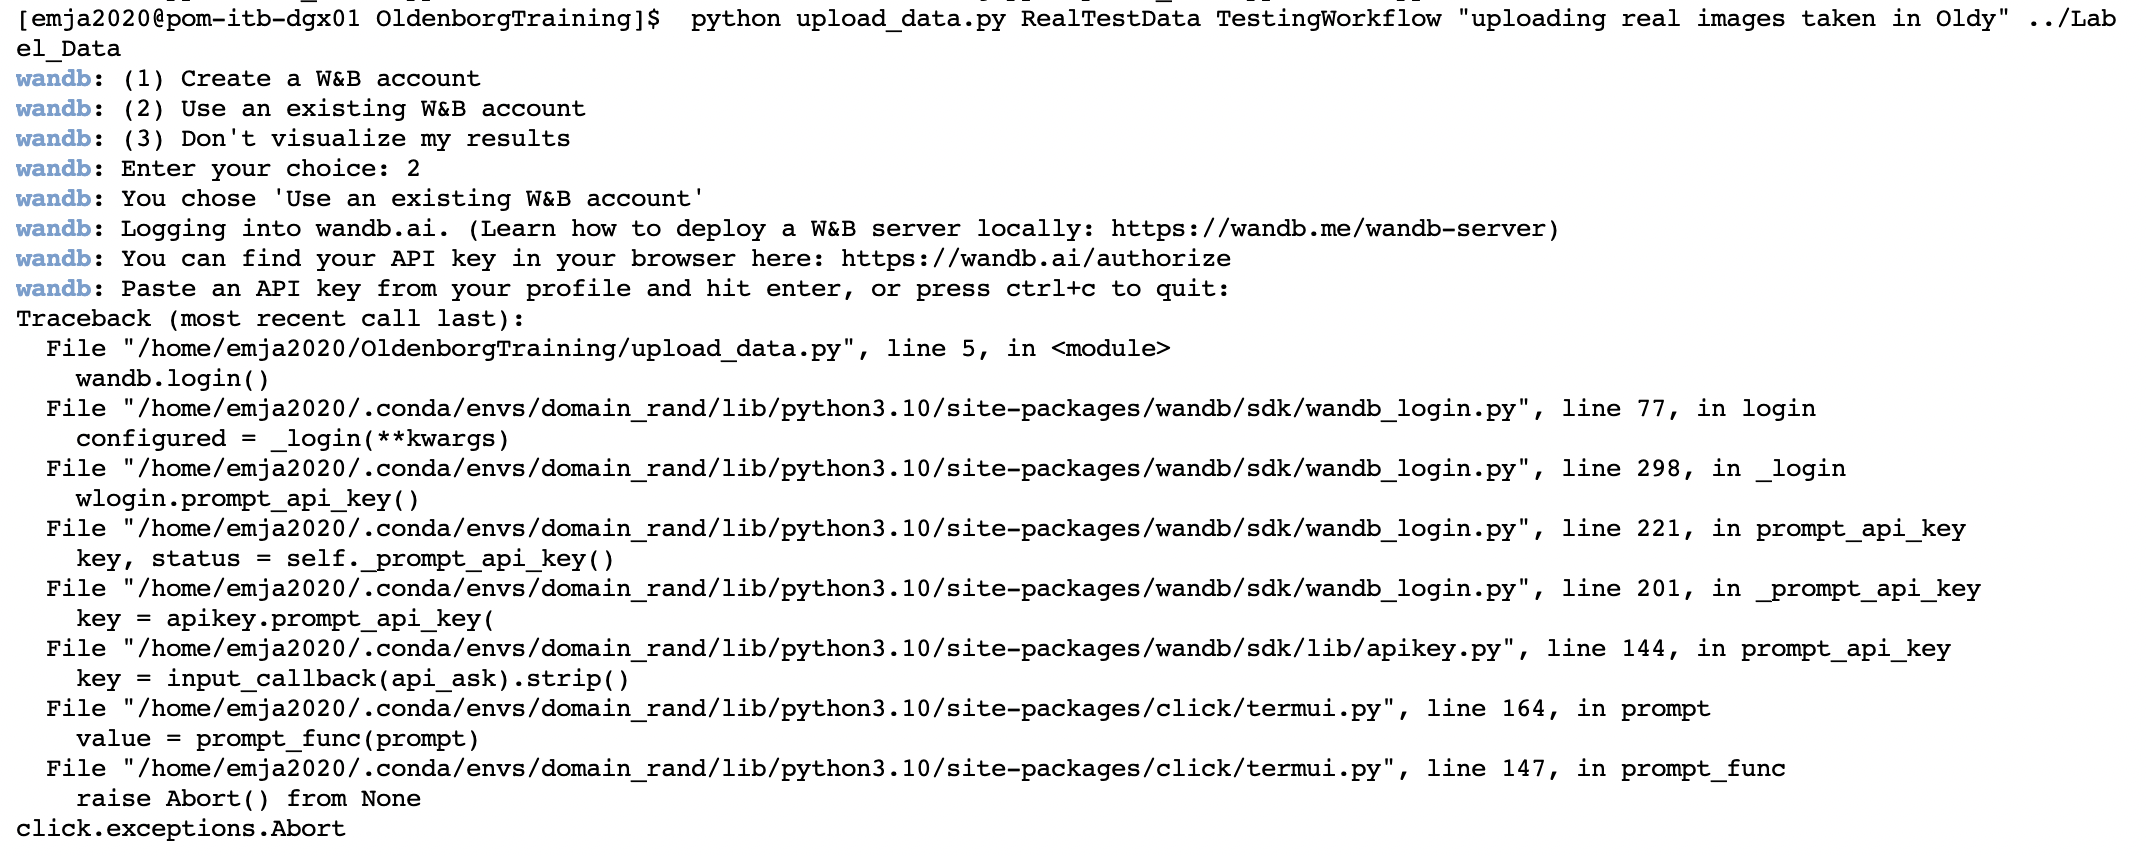 [emja2020@pom-itb-dgx01 OldenborgTraining]$  python upload_data.py RealTestData TestingWorkflow "uploading real images taken in Oldy" ../Lab
el_Data
wandb: (1) Create a W&B account
wandb: (2) Use an existing W&B account
wandb: (3) Don't visualize my results
wandb: Enter your choice: 2
wandb: You chose 'Use an existing W&B account'
wandb: Logging into wandb.ai. (Learn how to deploy a W&B server locally: https://wandb.me/wandb-server)
wandb: You can find your API key in your browser here: https://wandb.ai/authorize
wandb: Paste an API key from your profile and hit enter, or press ctrl+c to quit:
Traceback (most recent call last):
  File "/home/emja2020/OldenborgTraining/upload_data.py", line 5, in <module>
    wandb.login()
  File "/home/emja2020/.conda/envs/domain_rand/lib/python3.10/site-packages/wandb/sdk/wandb_login.py", line 77, in login
    configured = _login(**kwargs)
  File "/home/emja2020/.conda/envs/domain_rand/lib/python3.10/site-packages/wandb/sdk/wandb_login.py", line 298, in _login
    wlogin.prompt_api_key()
  File "/home/emja2020/.conda/envs/domain_rand/lib/python3.10/site-packages/wandb/sdk/wandb_login.py", line 221, in prompt_api_key
    key, status = self._prompt_api_key()
  File "/home/emja2020/.conda/envs/domain_rand/lib/python3.10/site-packages/wandb/sdk/wandb_login.py", line 201, in _prompt_api_key
    key = apikey.prompt_api_key(
  File "/home/emja2020/.conda/envs/domain_rand/lib/python3.10/site-packages/wandb/sdk/lib/apikey.py", line 144, in prompt_api_key
    key = input_callback(api_ask).strip()
  File "/home/emja2020/.conda/envs/domain_rand/lib/python3.10/site-packages/click/termui.py", line 164, in prompt
    value = prompt_func(prompt)
  File "/home/emja2020/.conda/envs/domain_rand/lib/python3.10/site-packages/click/termui.py", line 147, in prompt_func
    raise Abort() from None
click.exceptions.Abort